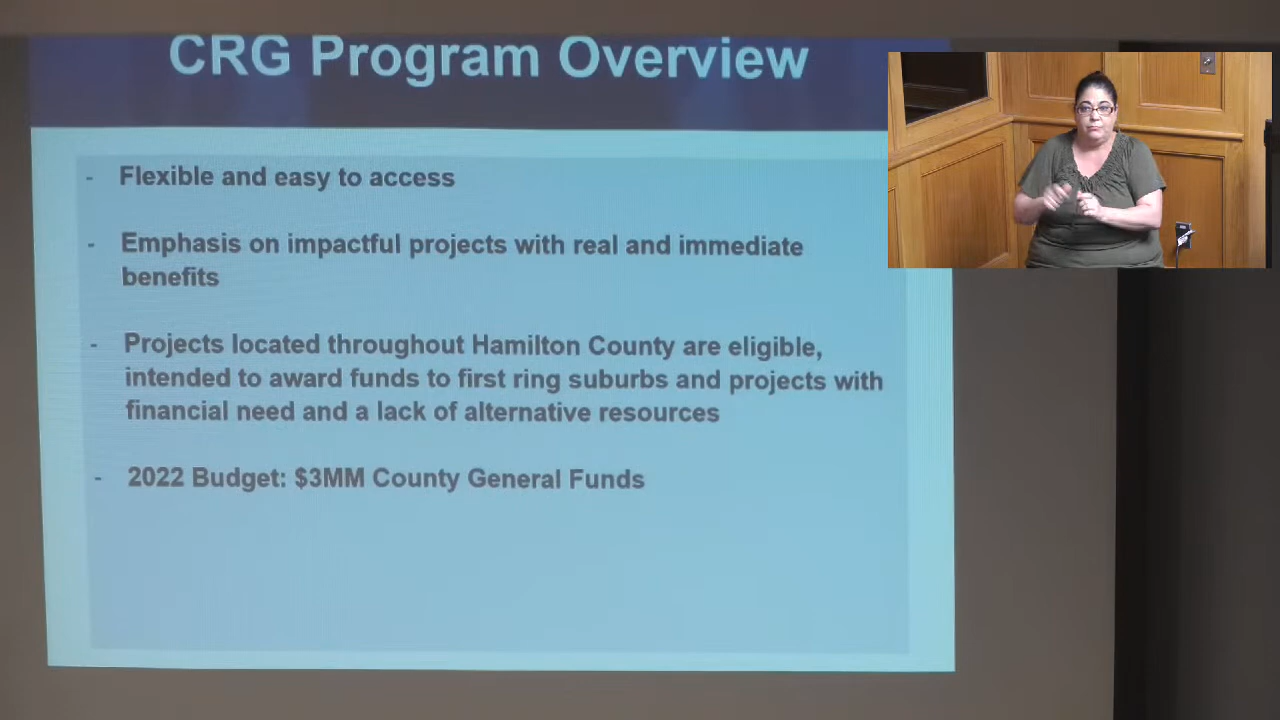 CRG Program Overview
- Flexible and easy to access
- Emphasis on impactful projects with real and immediate
benefits
- Projects located throughout Hamilton County are eligible,
intended to award funds to first ring suburbs and projects with
financial need and a lack of alternative resources
- 2022 Budget: $3MM County General Funds